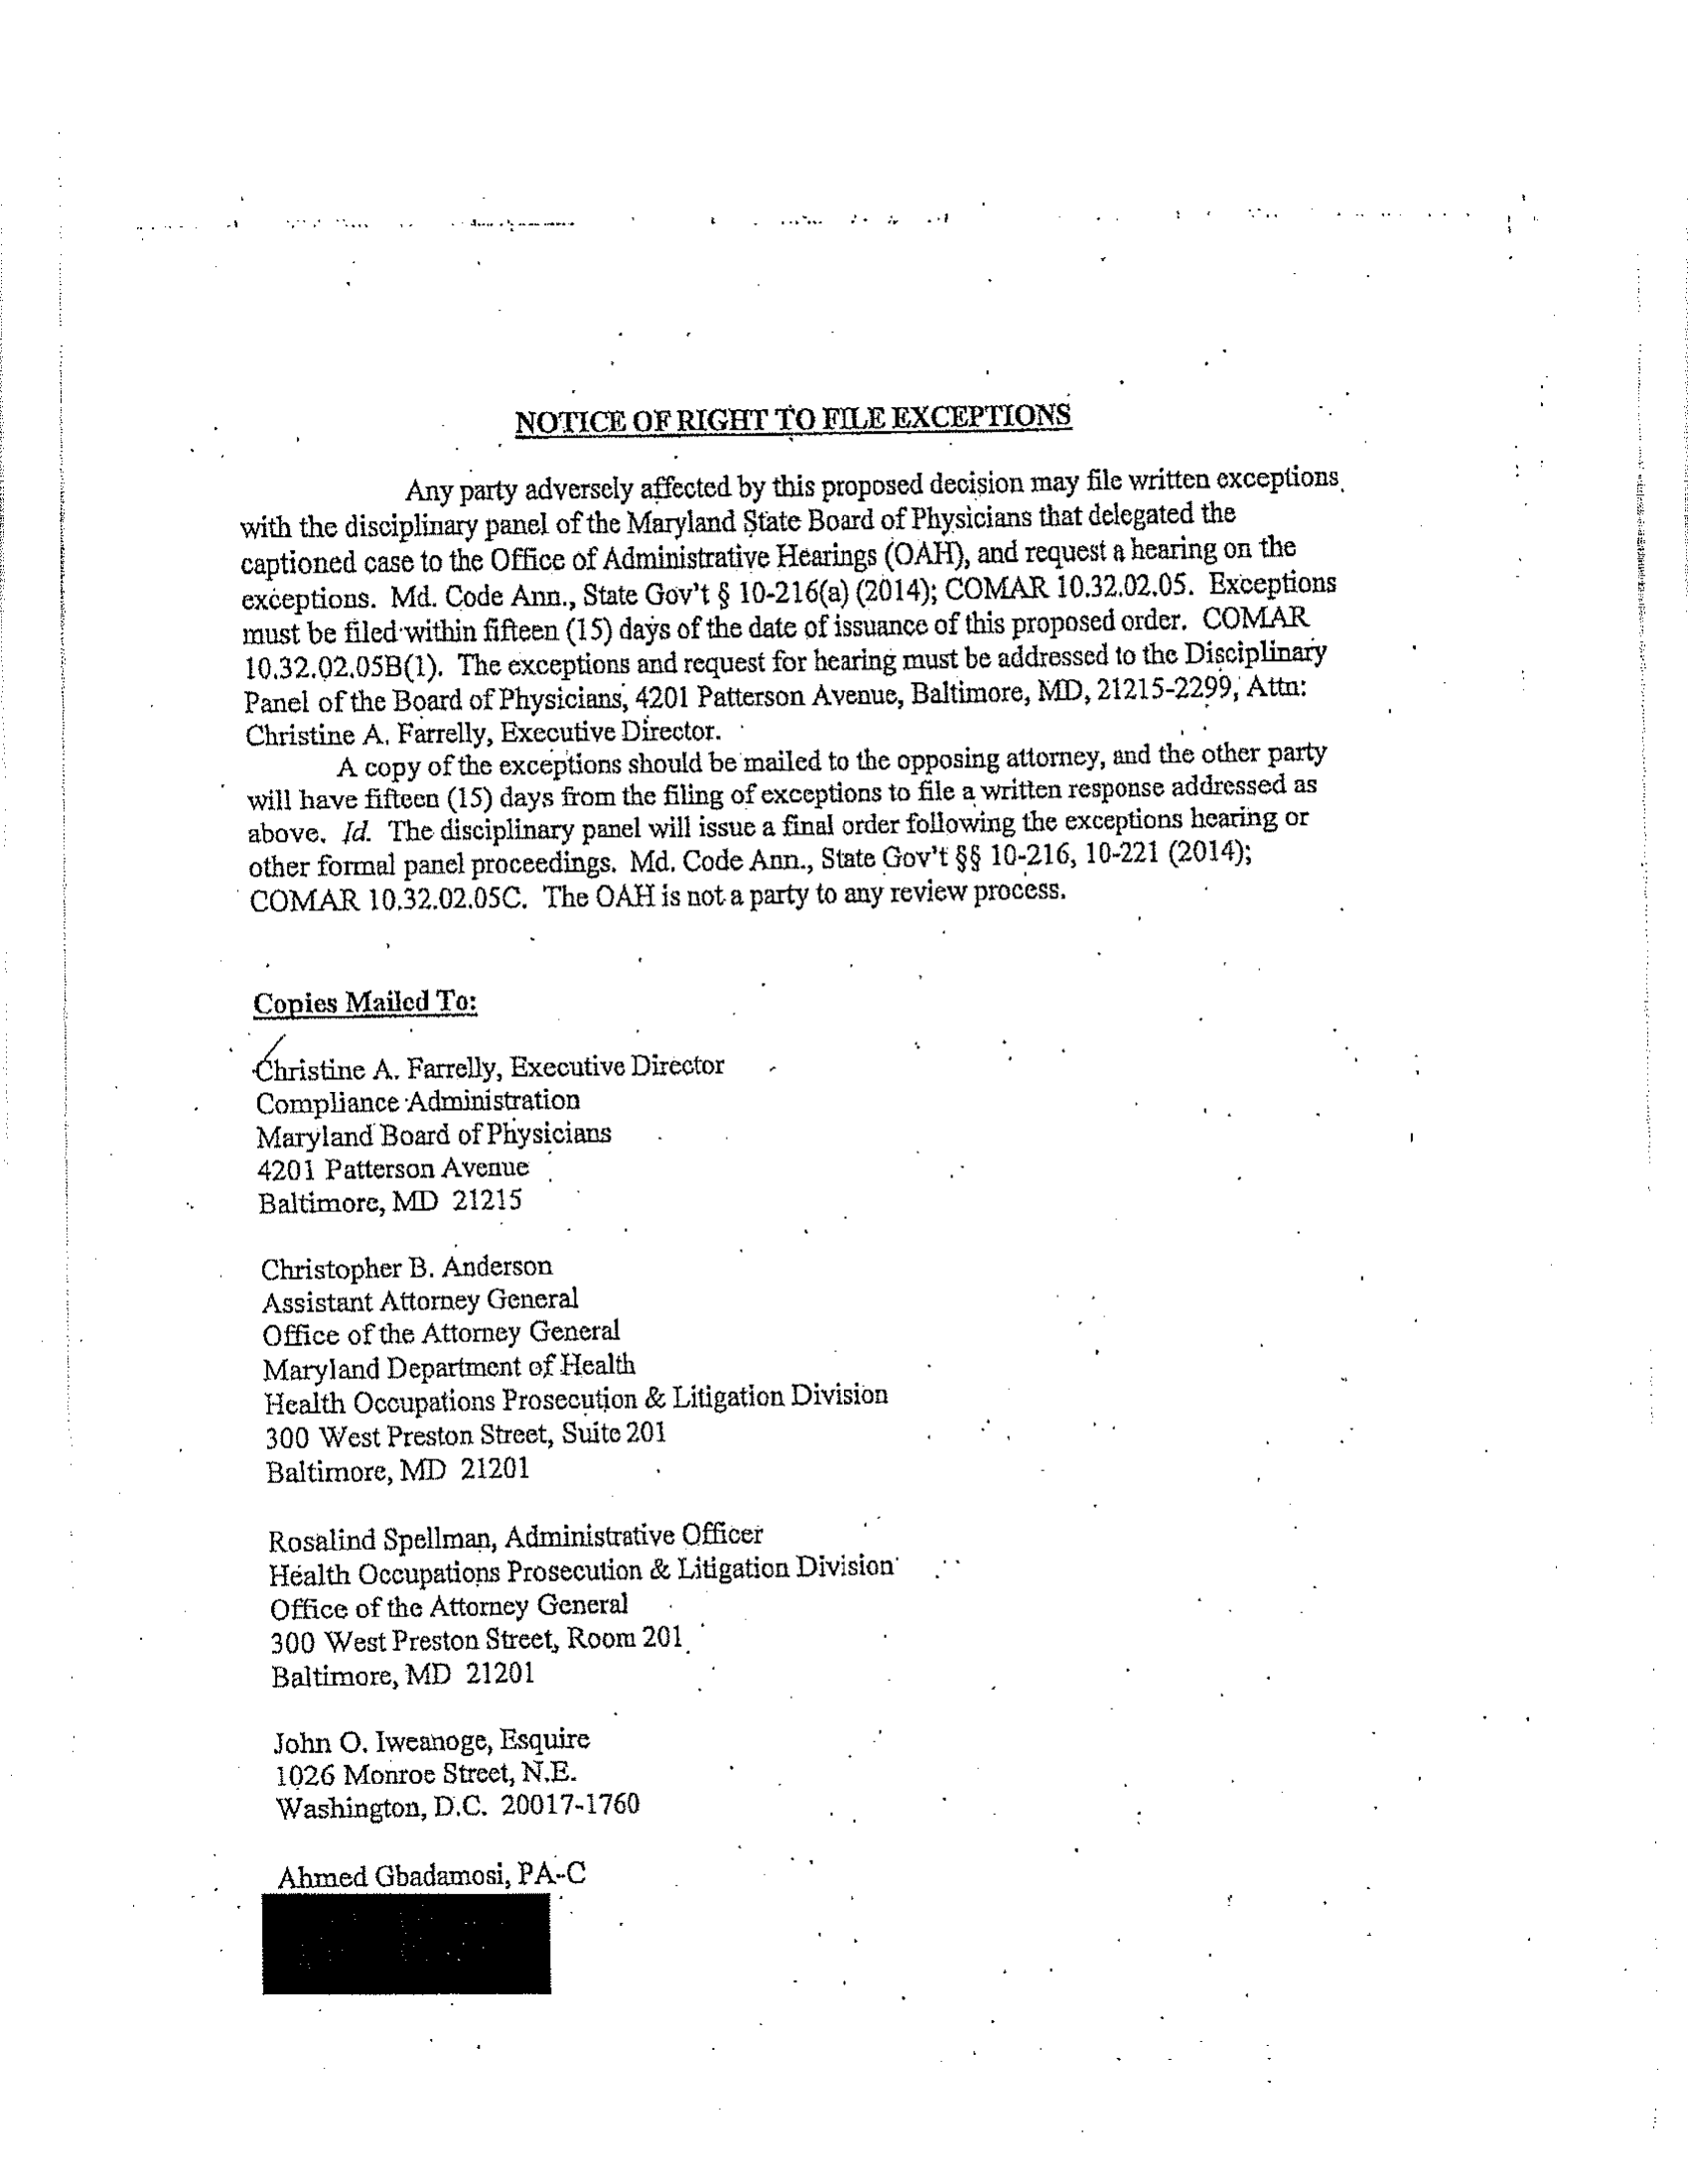 NOTICE OF RIGHT TO FILE EXCEPTIONS
Any party adversely affected by this proposed decision may file written exceptions
with the disciplinary panel of the Maryland State Board of Physicians that delegated the
captioned case to the Office of Administrative Hearings (OAH), and request a hearing on the
exceptions. Md. Code Ann., State Gov't § 10-216(a) (2014); COMAR 10.32.02.05. Exceptions
must be filed within fifteen (15) days of the date of issuance of this proposed order. COMAR
10.32.02.05B(1). The exceptions and request for hearing must be addressed to the Disciplinary
Panel of the Board of Physicians, 4201 Patterson Avenue, Baltimore, MD, 21215-2299, Attn:
Christine A. Farrelly, Executive Director.
A copy of the exceptions should be mailed to the opposing attorney, and the other party
will have fifteen (15) days from the filing of exceptions to file a written response addressed as
above. Id. The disciplinary panel will issue a final order following the exceptions hearing or
other formal panel proceedings. Md. Code Ann., State Gov't §§ 10-216, 10-221 (2014);
COMAR 10.32.02.05C. The OAH is not a party to any review process.
Copies Mailed To:
Christine A. Farrelly, Executive Director
Compliance Administration
Maryland Board of Physicians
4201 Patterson Avenue
Baltimore, MD 21215
Christopher B. Anderson
Assistant Attorney General
Office of the Attorney General
Maryland Department of Health
Health Occupations Prosecution & Litigation Division
300 West Preston Street, Suite 201
Baltimore, MD 21201
Rosalind Spellman, Administrative Officer
Health Occupations Prosecution & Litigation Division
Office of the Attorney General
300 West Preston Street, Room 201
Baltimore, MD 21201
John O. Iweanoge, Esquire
1026 Monroe Street, N.E.
Washington, D.C. 20017-1760
Ahmed Gbadamosi, PA-C